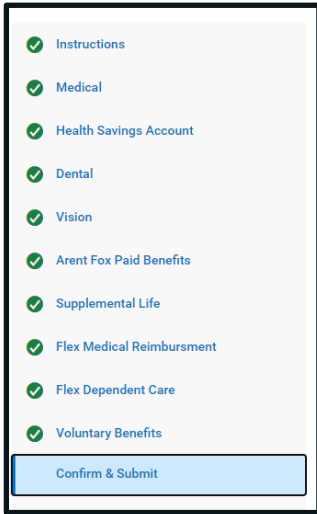 Instructions
Medical
Health Savings Account
Dental
Vision
Arent Fox Paid Benefits
Supplemental Life
Flex Medical Reimbursment
Flex Dependent Care
Voluntary Benefits
Confirm & Submit